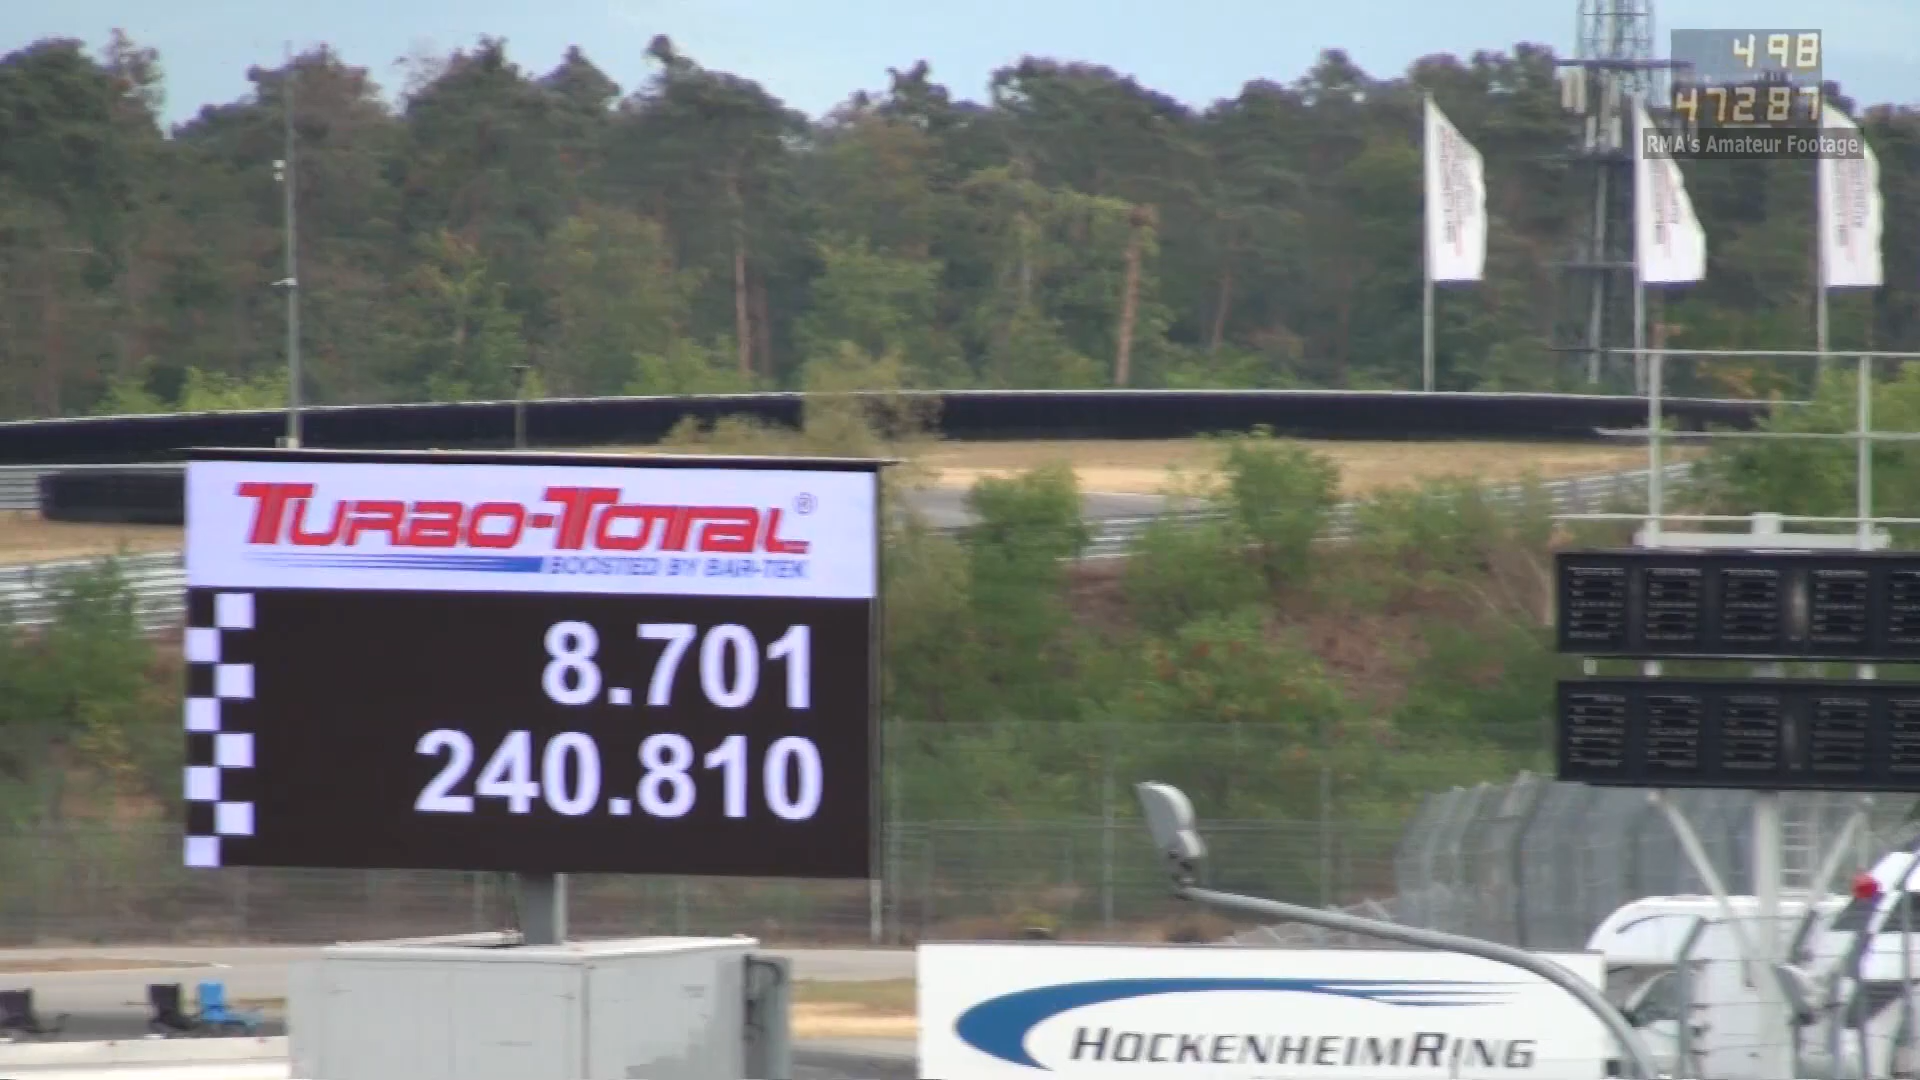 498
47287
RMA's Amateur Footage
TURBO-TOTAL®
BOOSTED BY BAR-TEK
8.701
240.810
HOCKENHEIMRING